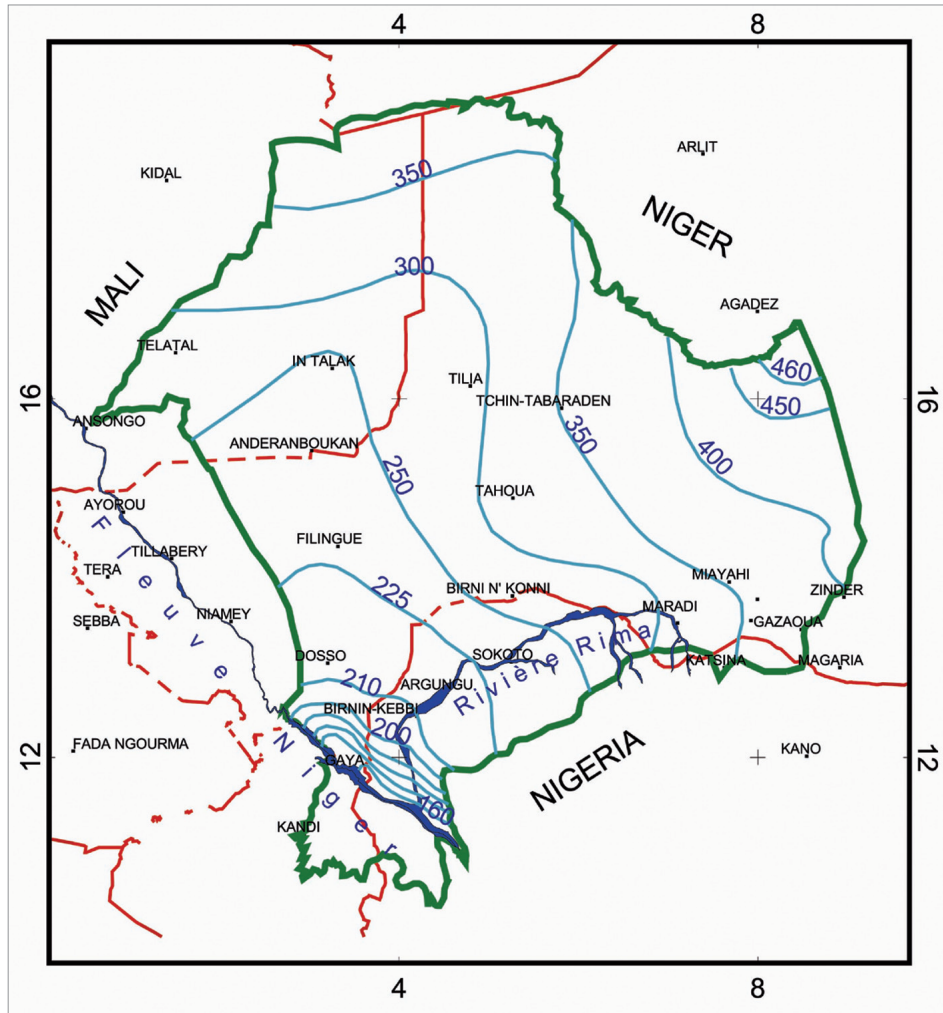 4 8
ARLIT
KIDAL
350
NIGER
MALI
300
AGADEZ
TELATAL
IN TALAK
TILIA
460
16 TCHIN-TABARADEN 16
450
ANSONGO
350
ANDERANBOUKAN
400
250
TAHOUA
AYOROU
FILINGUE
TILLABERY
TERA
MIAYAHI
BIRNI N' KONNI
ZINDER
225
MARADI
NIAMEY
SEBBA
GAZAOUA
Fleuve Niger
DOSSO
SOKOTO
KATSINA
MAGARIA
Rivière Rima
210
ARGUNGU
BIRNIN-KEBBI
200
FADA NGOURMA
KANO
12 GAYA 12
NIGERIA
160
KANDI
4 8